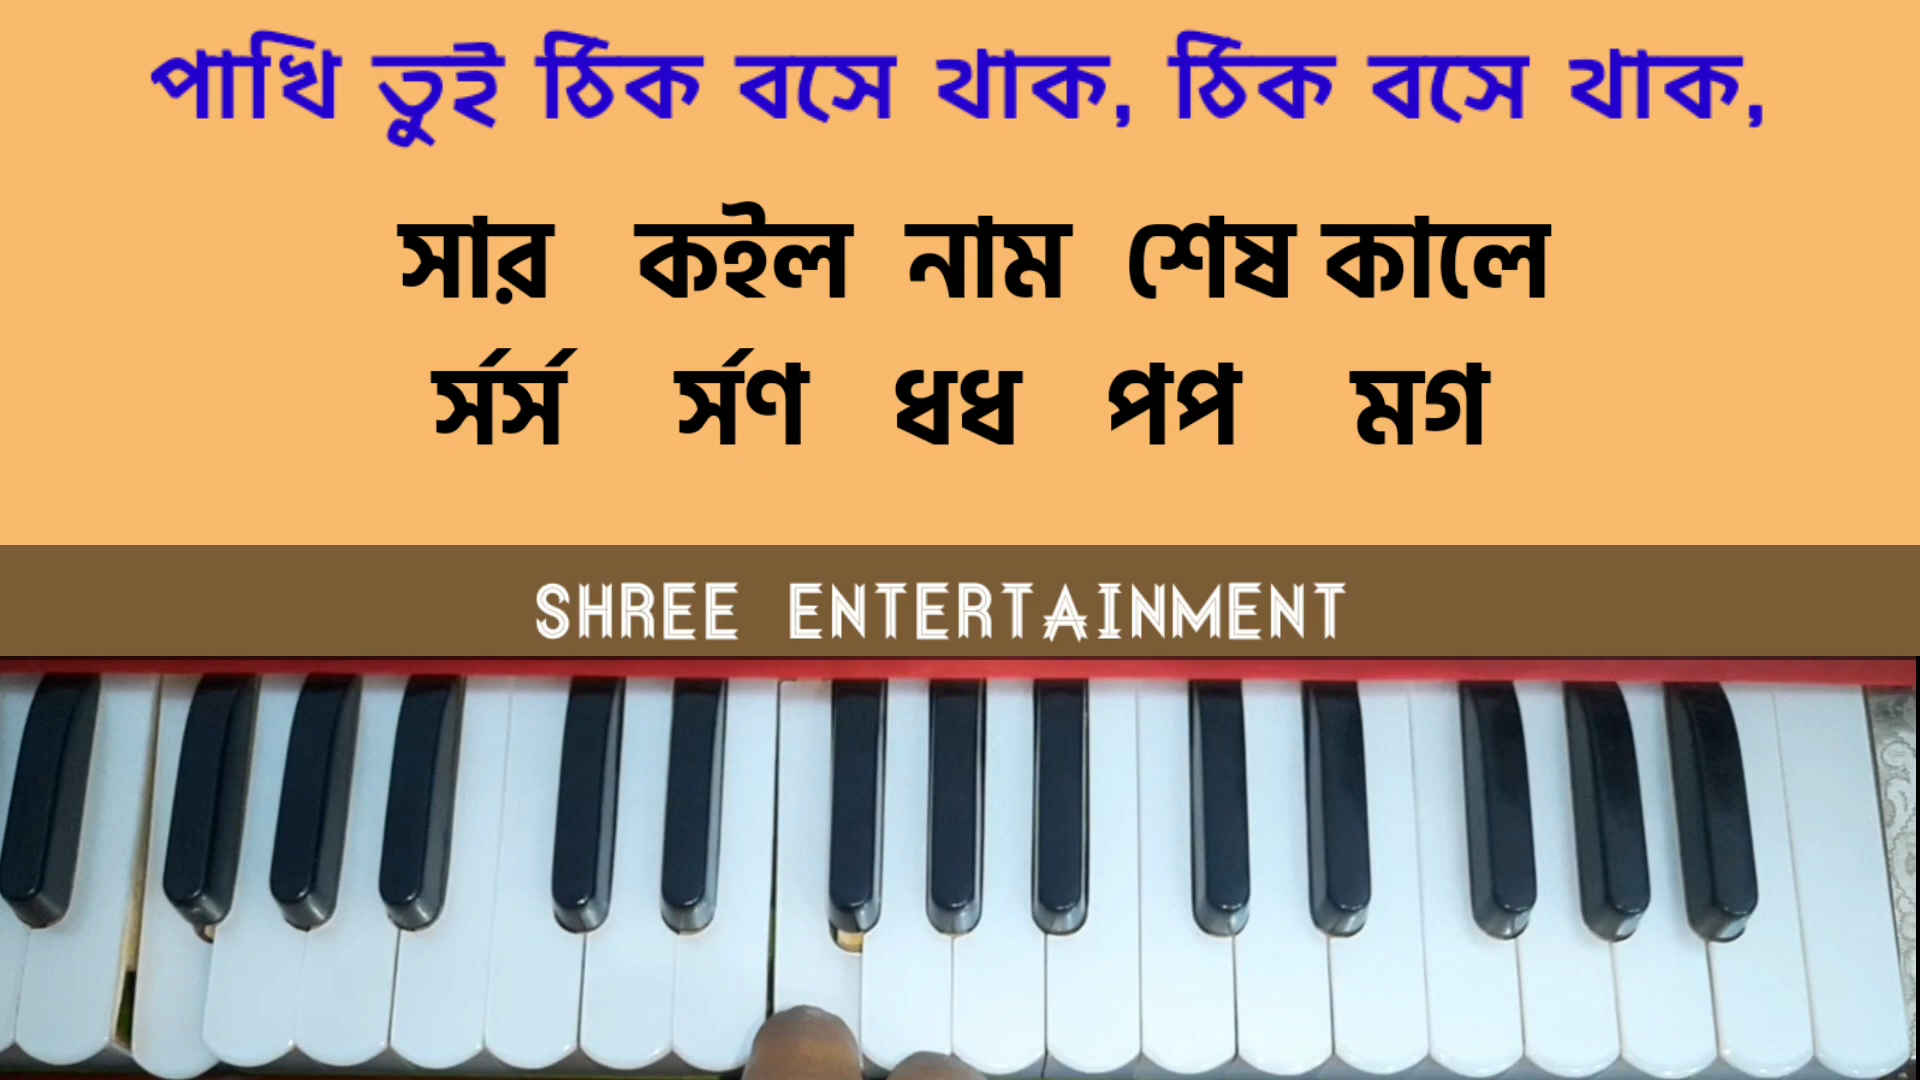 পাখি তুই ঠিক বসে থাক, ঠিক বসে থাক,
সার কইল নাম শেষ কালে
র্সর্স র্সণ ধধ পপ মগ
SHREE ENTERTAINMENT